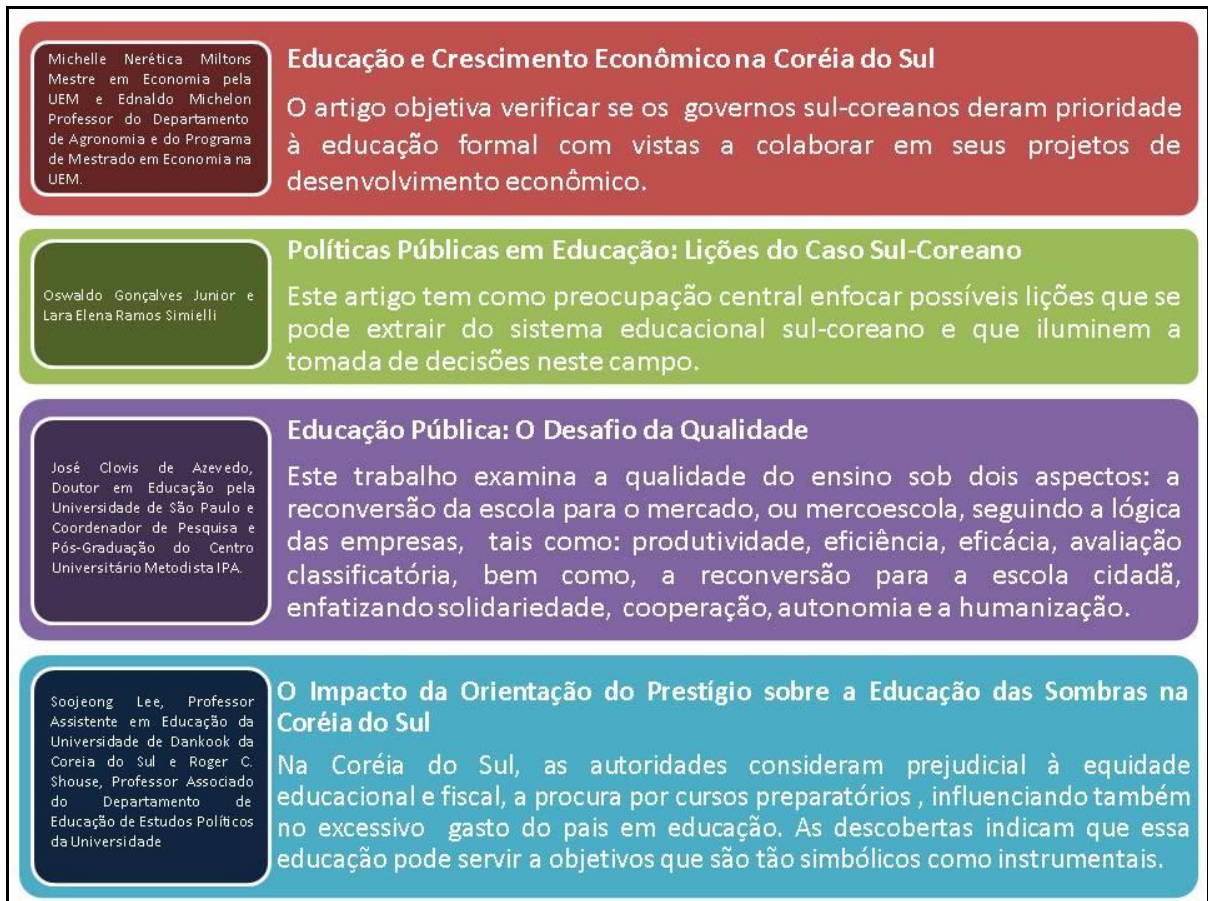 Michelle Nerética Miltons
Mestre em Economia pela
UEM e Ednaldo Michelon
Professor do Departamento
de Agronomia e do Programa
de Mestrado em Economia na
UEM.
Educação e Crescimento Econômico na Coréia do Sul
O artigo objetiva verificar se os governos sul-coreanos deram prioridade
à educação formal com vistas a colaborar em seus projetos de
desenvolvimento econômico.
Oswaldo Gonçalves Junior e
Lara Elena Ramos Simielli
Políticas Públicas em Educação: Lições do Caso Sul-Coreano
Este artigo tem como preocupação central enfocar possíveis lições que se
pode extrair do sistema educacional sul-coreano e que iluminem a
tomada de decisões neste campo.
José Clovis de Azevedo,
Doutor em Educação pela
Universidade de São Paulo e
Coordenador de Pesquisa e
Pós-Graduação do Centro
Universitário Metodista IPA.
Educação Pública: O Desafio da Qualidade
Este trabalho examina a qualidade do ensino sob dois aspectos: a
reconversão da escola para o mercado, ou mercoescola, seguindo a lógica
das empresas, tais como: produtividade, eficiência, eficácia, avaliação
classificatória, bem como, a reconversão para a escola cidadã,
enfatizando solidariedade, cooperação, autonomia e a humanização.
Soojeong Lee, Professor
Assistente em Educação da
Universidade de Dankook da
Coreia do Sul e Roger C.
Shouse, Professor Associado
do Departamento de
Educação de Estudos Políticos
da Universidade
O Impacto da Orientação do Prestígio sobre a Educação das Sombras na
Coréia do Sul
Na Coréia do Sul, as autoridades consideram prejudicial à equidade
educacional e fiscal, a procura por cursos preparatórios , influenciando também
no excessivo gasto do pais em educação. As descobertas indicam que essa
educação pode servir a objetivos que são tão simbólicos como instrumentais.